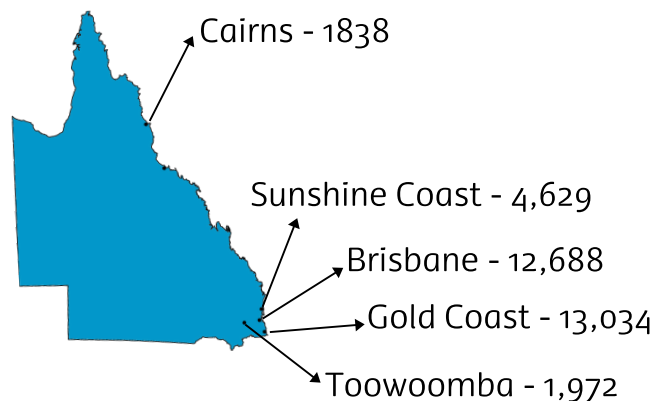 Cairns - 1838
Sunshine Coast - 4,629
Brisbane - 12,688
Gold Coast - 13,034
Toowoomba - 1,972